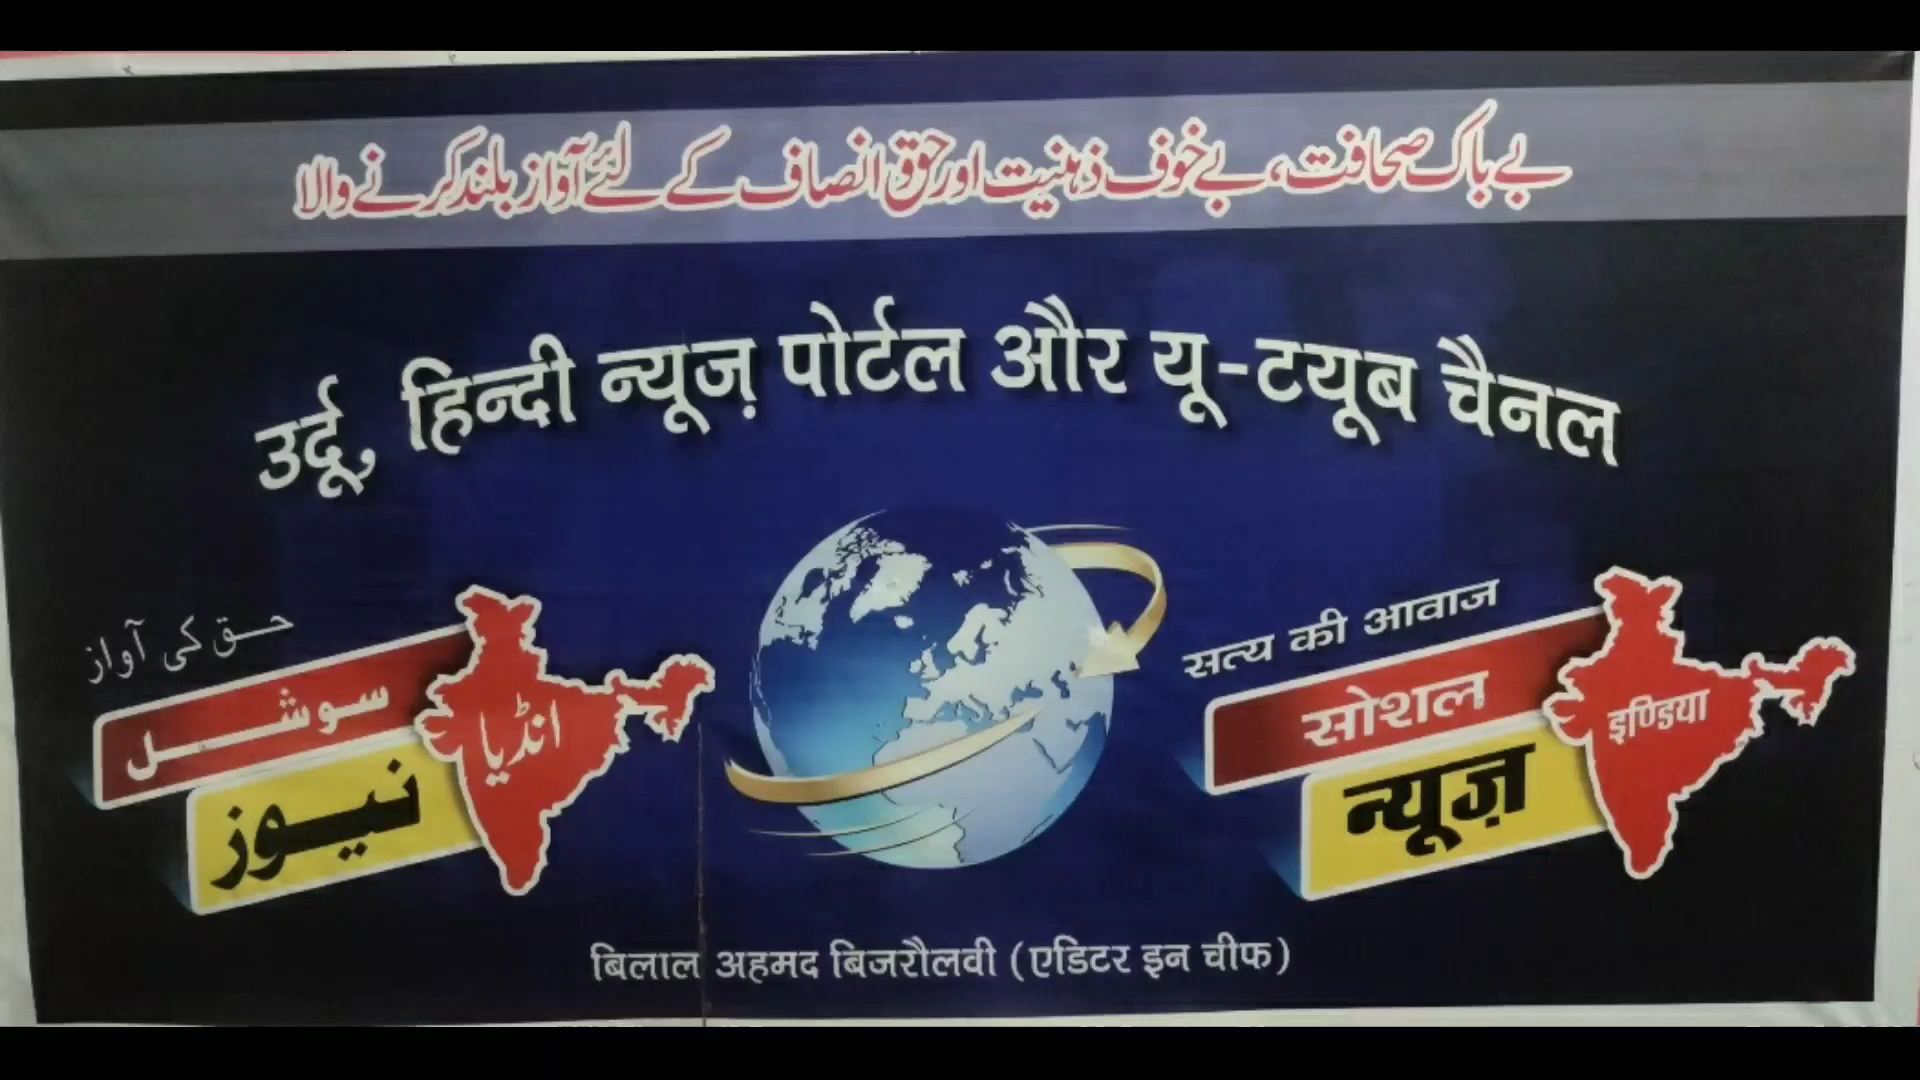 بے باک صحافت، بے خوف ذہنیت اور حق انصاف کے لئے آواز بلند کرنے والا
उर्दू, हिन्दी न्यूज़ पोर्टल और यू-टयूब चैनल
حق کی آواز
سوشل
انڈیا
نیوز
सत्य की आवाज
सोशल
इण्डिया
न्यूज़
बिलाल अहमद बिजरौलवी (एडिटर इन चीफ)